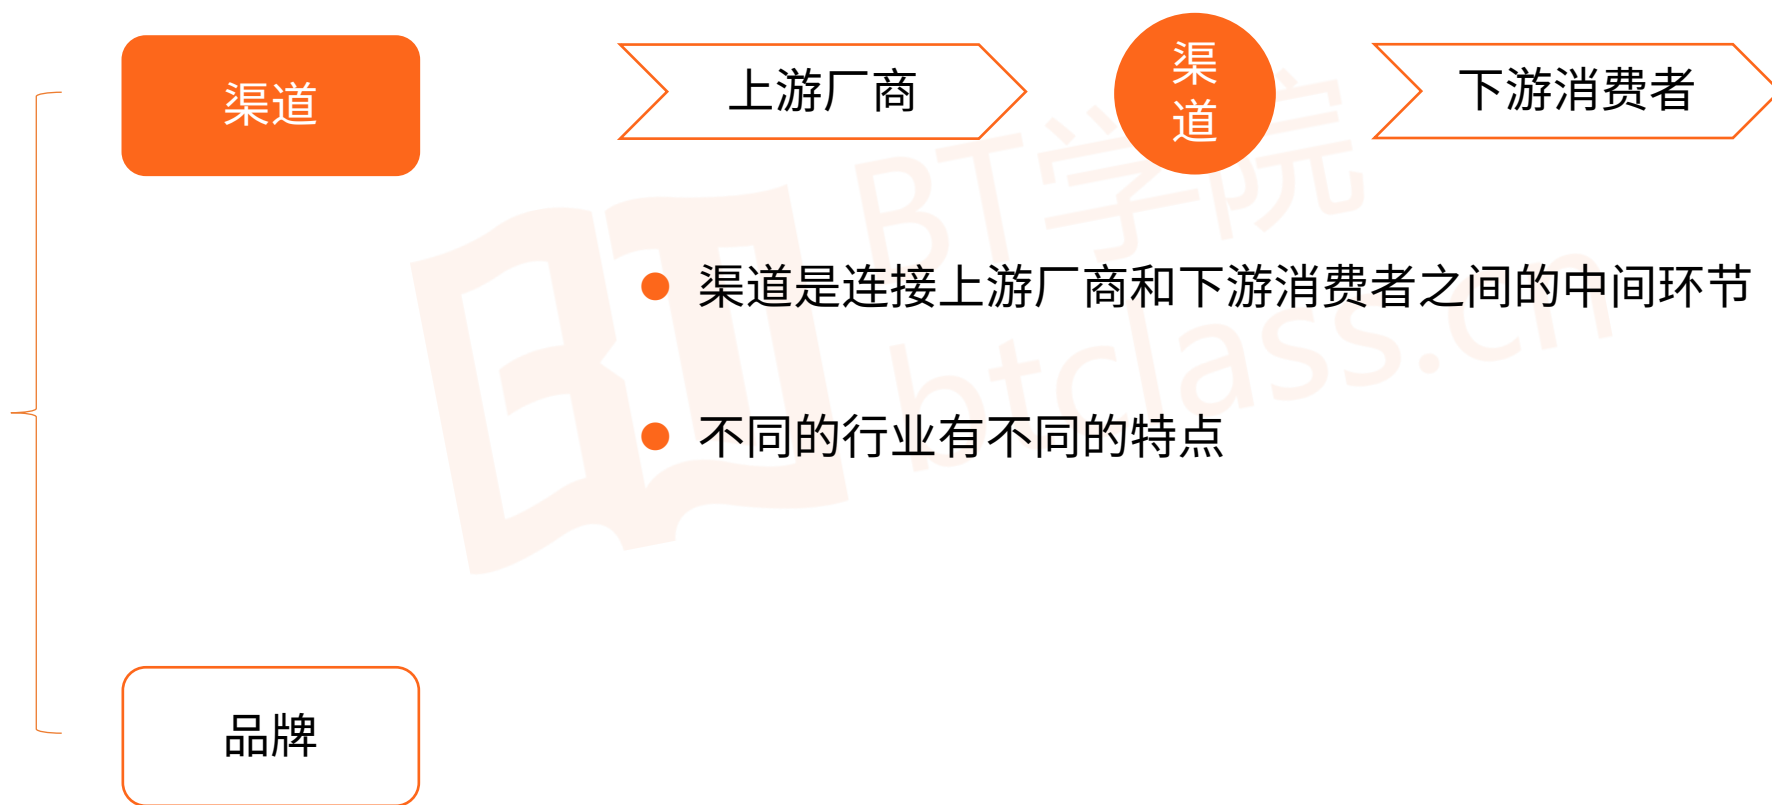 渠道
上游厂商
渠
道
下游消费者
BT学院
btclass.cn
渠道是连接上游厂商和下游消费者之间的中间环节
不同的行业有不同的特点
品牌